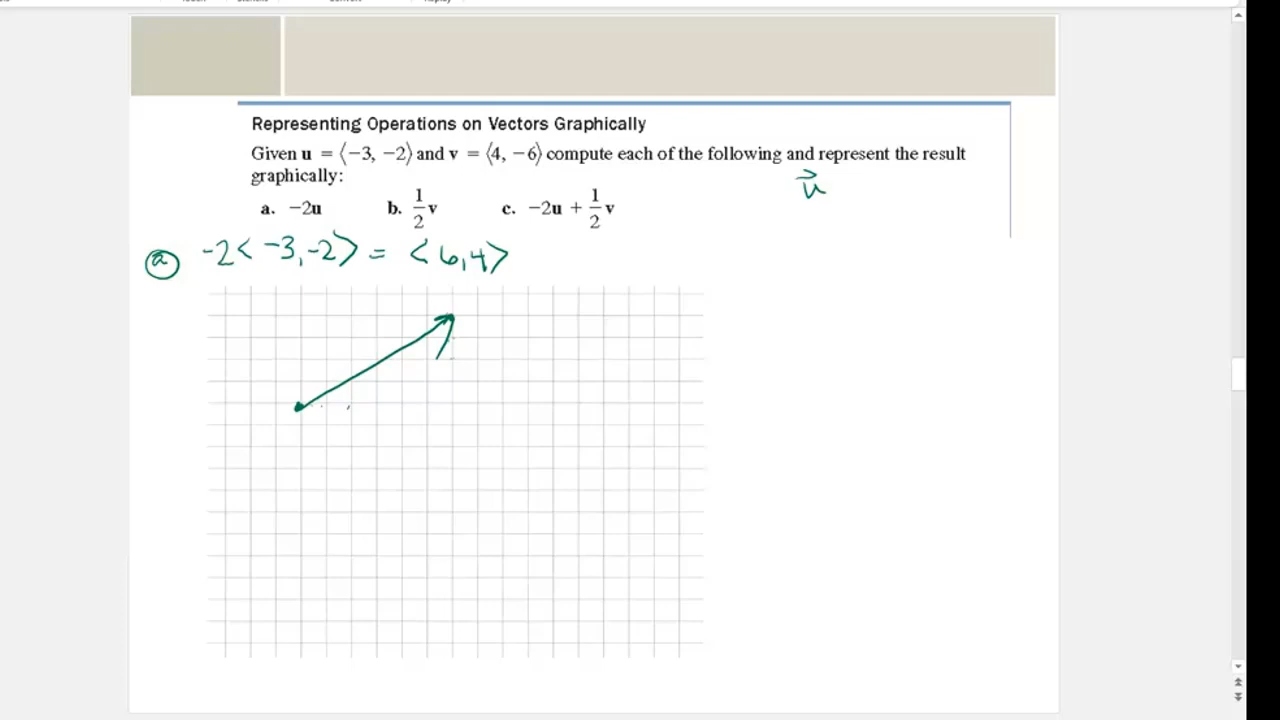 Representing Operations on Vectors Graphically
Given u = ⟨−3, −2⟩ and v = ⟨4, −6⟩ compute each of the following and represent the result
graphically:
u⃗
a. −2u b. 1/2 v c. −2u + 1/2 v
ⓐ -2⟨-3,-2⟩ = ⟨6,4⟩